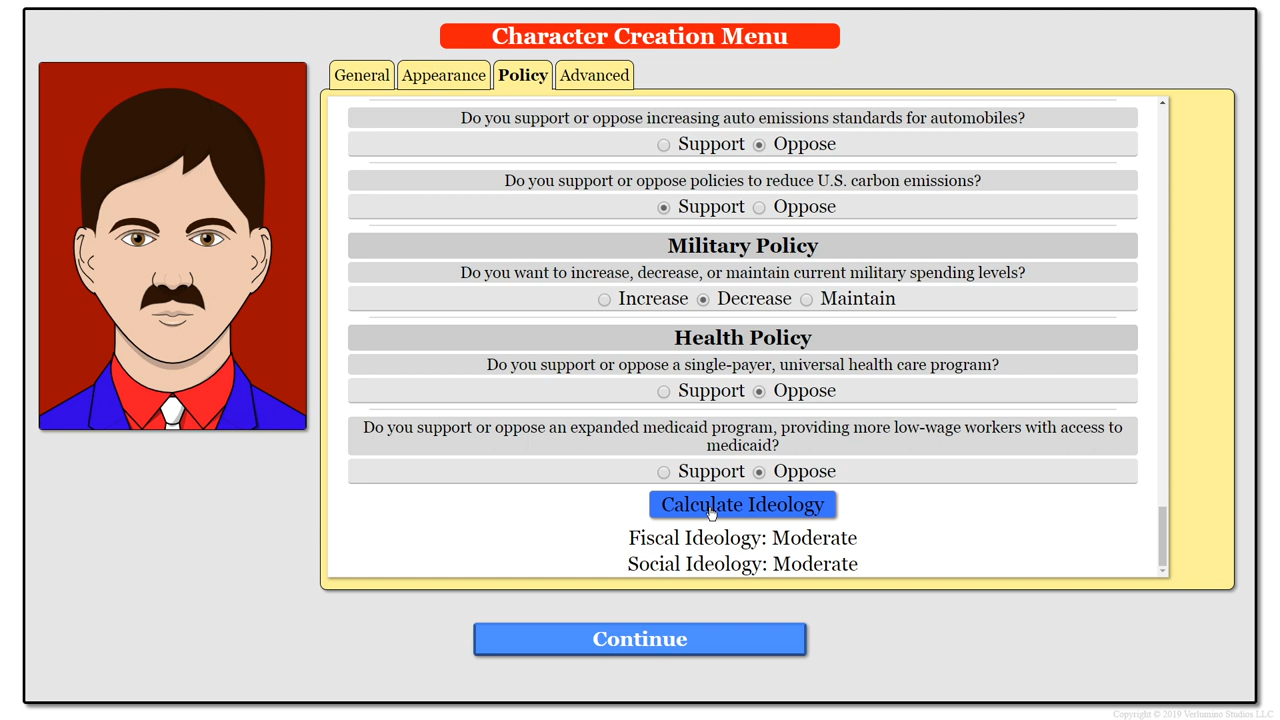 Character Creation Menu
General Appearance Policy Advanced
Do you support or oppose increasing auto emissions standards for automobiles?
Support Oppose
Do you support or oppose policies to reduce U.S. carbon emissions?
Support Oppose
Military Policy
Do you want to increase, decrease, or maintain current military spending levels?
Increase Decrease Maintain
Health Policy
Do you support or oppose a single-payer, universal health care program?
Support Oppose
Do you support or oppose an expanded medicaid program, providing more low-wage workers with access to
medicaid?
Support Oppose
Calculate Ideology
Fiscal Ideology: Moderate
Social Ideology: Moderate
Continue
Copyright © 2019 Verlumino Studios LLC